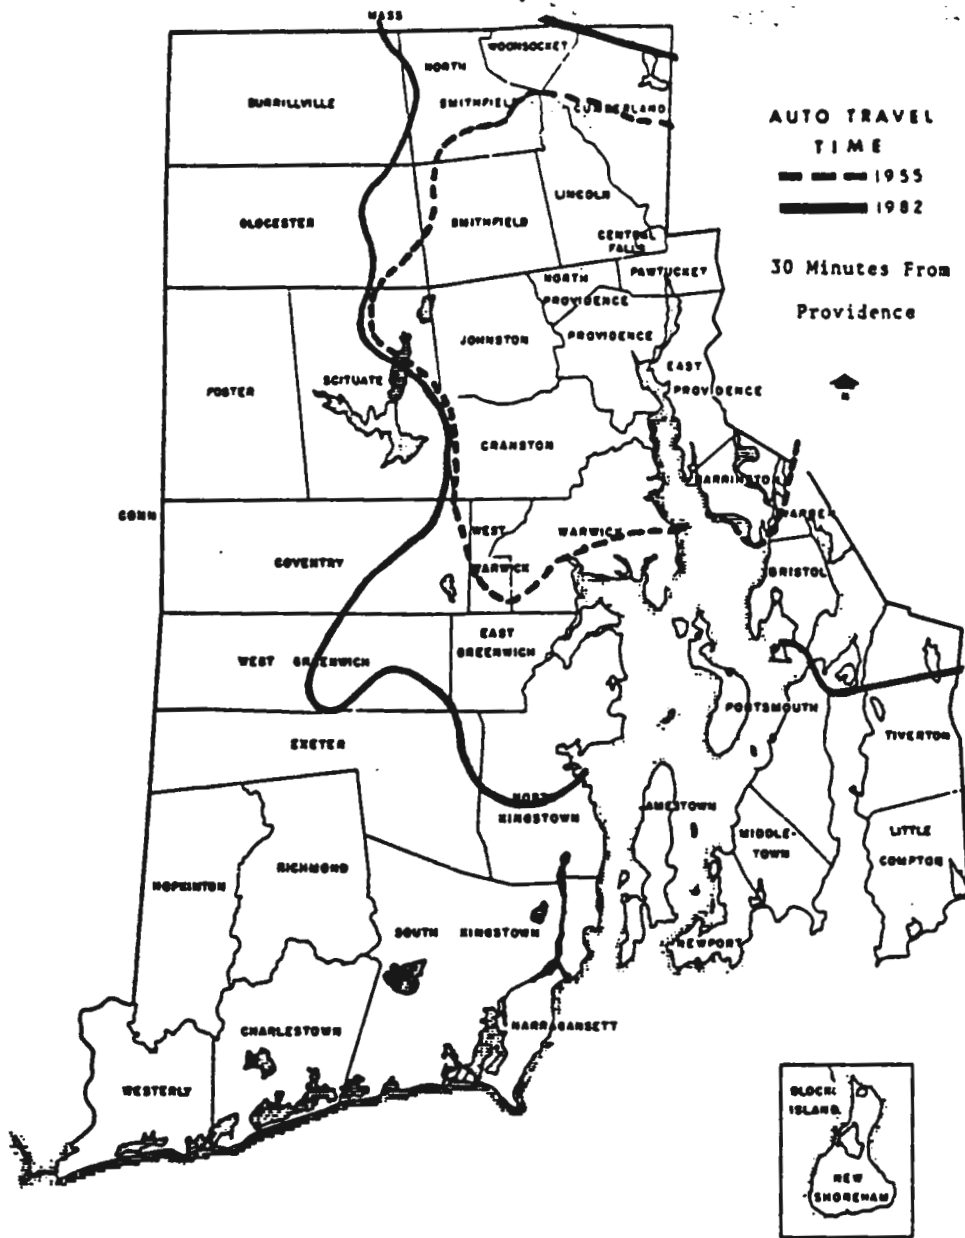 MASS
WOONSOCKET
NORTH
SMITHFIELD
BURRILLVILLE
CUMBERLAND
AUTO TRAVEL
TIME
1955
1982
30 Minutes From
Providence
N
GLOCESTER
SMITHFIELD
LINCOLN
CENTRAL
FALLS
NORTH
PROVIDENCE
PAWTUCKET
JOHNSTON
PROVIDENCE
EAST
PROVIDENCE
FOSTER
SCITUATE
CRANSTON
BARRINGTON
WARREN
CONN
COVENTRY
WEST
WARWICK
WARWICK
BRISTOL
WEST GREENWICH
EAST
GREENWICH
PORTSMOUTH
TIVERTON
EXETER
NORTH
KINGSTOWN
JAMESTOWN
MIDDLE-
TOWN
LITTLE
COMPTON
HOPKINTON
RICHMOND
SOUTH KINGSTOWN
NEWPORT
NARRAGANSETT
CHARLESTOWN
WESTERLY
BLOCK
ISLAND
NEW
SHOREHAM